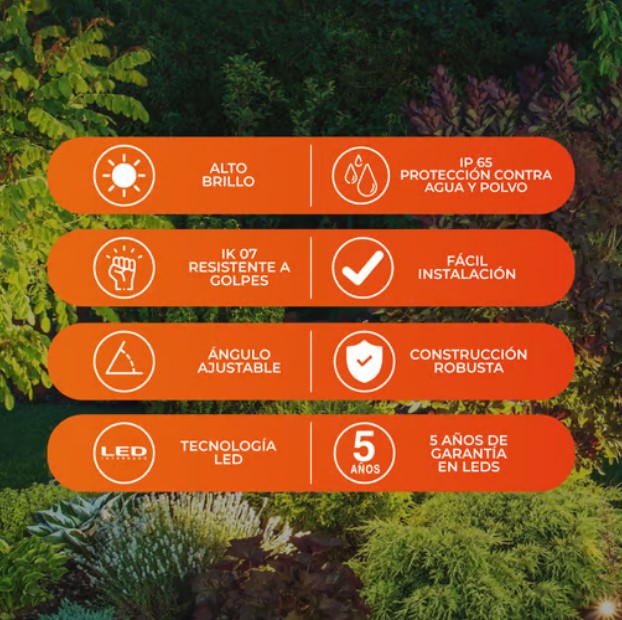 ALTO
BRILLO
IP 65
PROTECCIÓN CONTRA
AGUA Y POLVO
IK 07
RESISTENTE A
GOLPES
FÁCIL
INSTALACIÓN
ÁNGULO
AJUSTABLE
CONSTRUCCIÓN
ROBUSTA
LED
INTEGRADO
TECNOLOGÍA
LED
5
AÑOS
5 AÑOS DE
GARANTÍA
EN LEDS